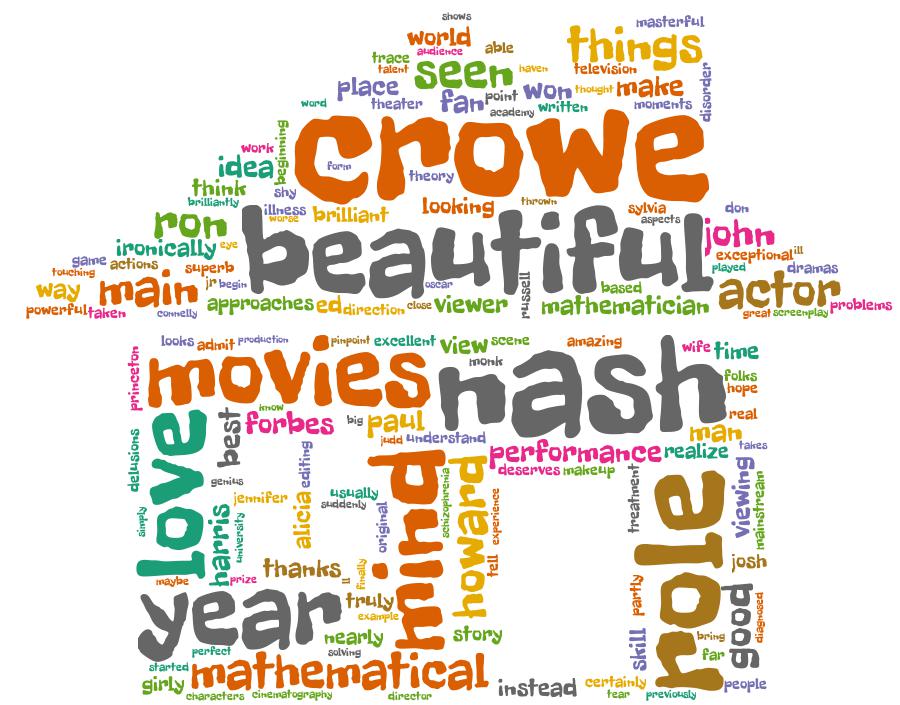 shows
masterful
world
things
audience
able
trace
seen
talent
haven
television
disorder
place
won
thought
make
fan
point
word
theater
academy
written
moments
crowe
beginning
work
form
theory
idea
think
shy
brilliantly
looking
thrown
illness
worse
brilliant
sylvia
aspects
don
beautiful
ron
john
ironically
eye
exceptional
ill
game
actions
superb
played
dramas
touching
way
main
jr
begin
oscar
russell
based
actor
approaches
ed
direction
close
viewer
mathematician
problems
powerful
taken
connelly
great
screenplay
looks
admit
production
pinpoint
excellent
view
scene
amazing
wife
time
princeton
movies
monk
nash
folks
hope
know
love
best
forbes
big
paul
real
man
judd
understand
performance
realize
takes
delusions
editing
mind
howard
deserves
makeup
genius
jennifer
usually
suddenly
schizophrenia
experience
treatment
role
viewing
mainstream
simply
harris
university
alicia
original
tell
maybe
prize
thanks
ll
finally
josh
year
truly
example
partly
good
diagnosed
nearly
story
skill
bring
perfect
solving
far
started
mathematical
girly
characters
cinematography
director
instead
certainly
tear
previously
people